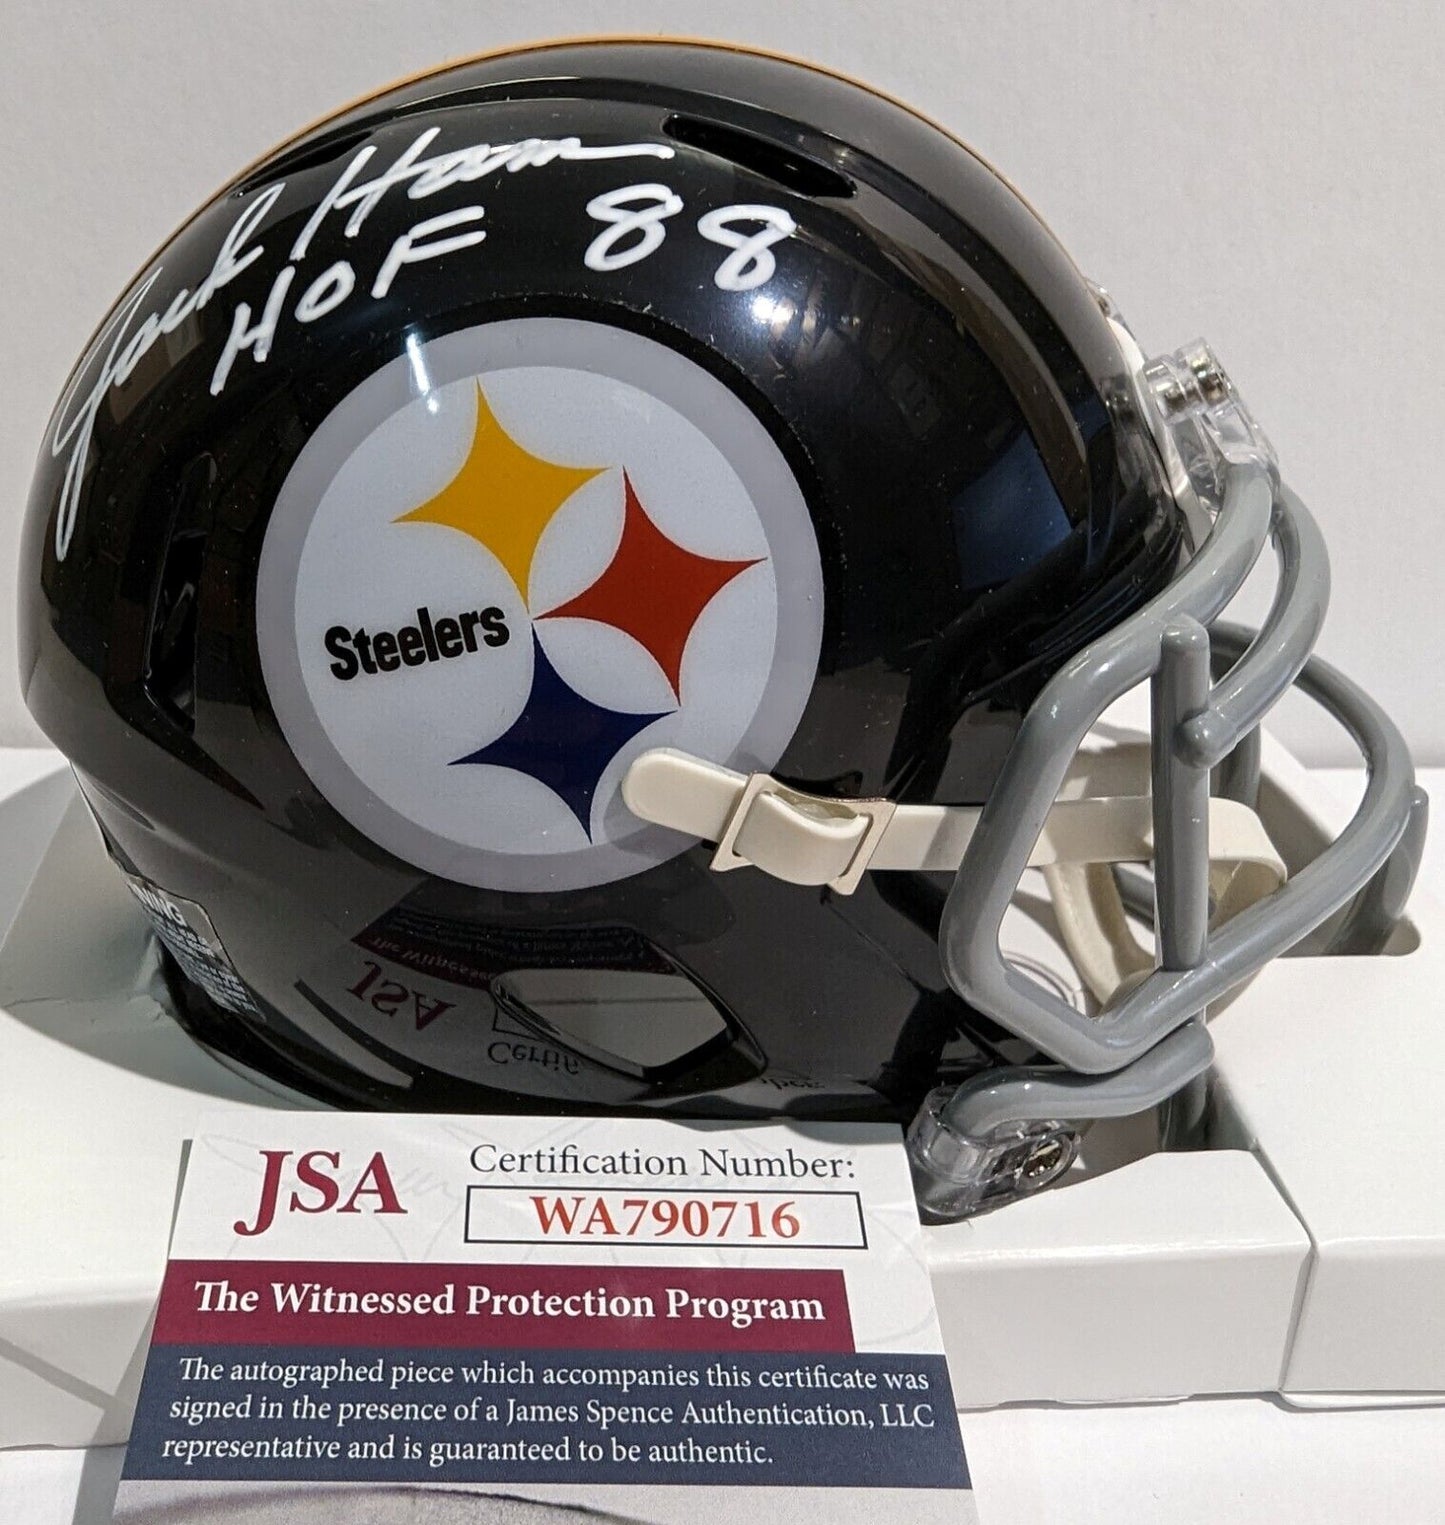 Jack Ham
HOF 88
Steelers
NING
JSA
Certification Number:
WA790716
The Witnessed Protection Program
The autographed piece which accompanies this certificate was
signed in the presence of a James Spence Authentication, LLC
representative and is guaranteed to be authentic.